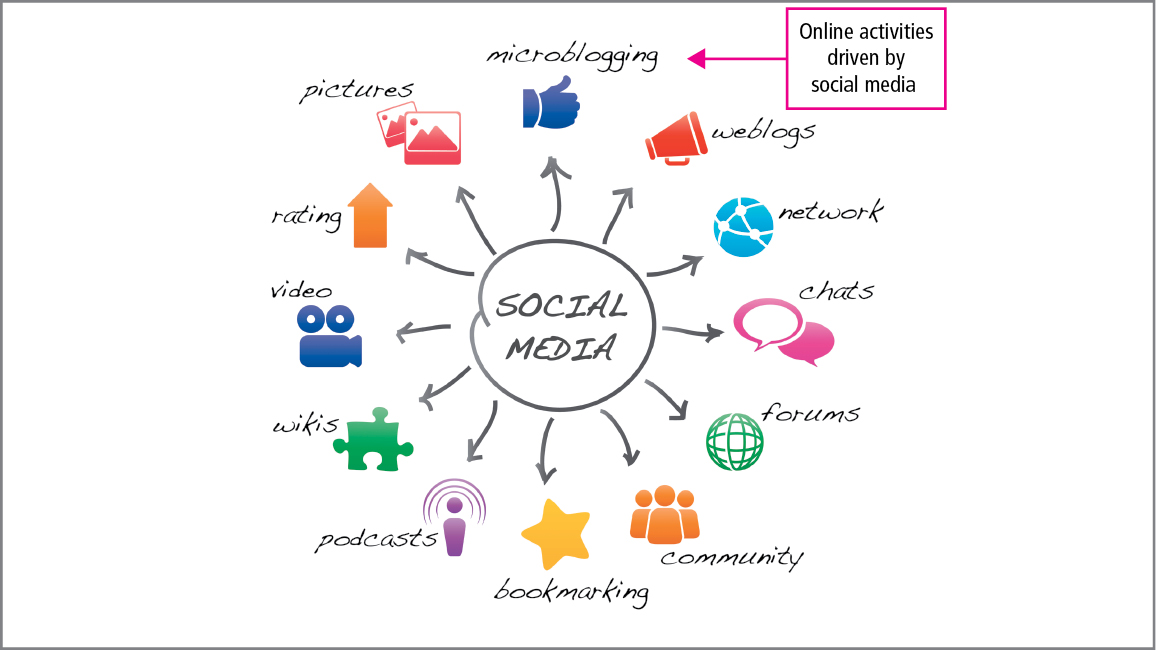 Online activities
driven by
social media
microblogging
pictures
weblogs
rating
network
video
chats
SOCIAL
MEDIA
wikis
forums
podcasts
community
bookmarking